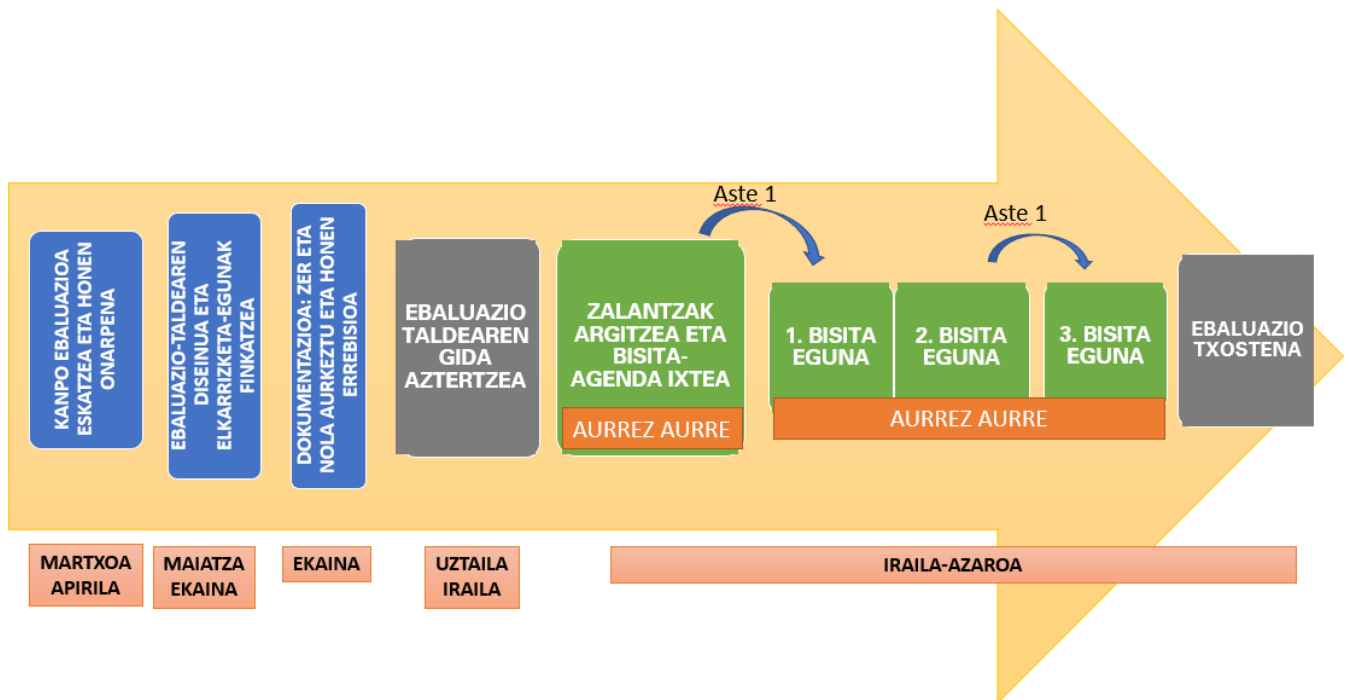 KANPO EBALUAZIOA
ESKATZEA ETA HONEN
ONARPENA
EBALUAZIO-TALDEAREN
DISEINUA ETA
ELKARRIZKETA-EGUNAK
FINKATZEA
DOKUMENTAZIOA: ZER ETA
NOLA AURKEZTU ETA HONEN
ERREBISIOA
EBALUAZIO
TALDEAREN
GIDA
AZTERTZEA
ZALANTZAK
ARGITZEA ETA
BISITA-
AGENDA IXTEA
AURREZ AURRE
Aste 1
1. BISITA
EGUNA
2. BISITA
EGUNA
Aste 1
3. BISITA
EGUNA
AURREZ AURRE
EBALUAZIO
TXOSTENA
MARTXOA
APIRILA
MAIATZA
EKAINA
EKAINA
UZTAILA
IRAILA
IRAILA-AZAROA